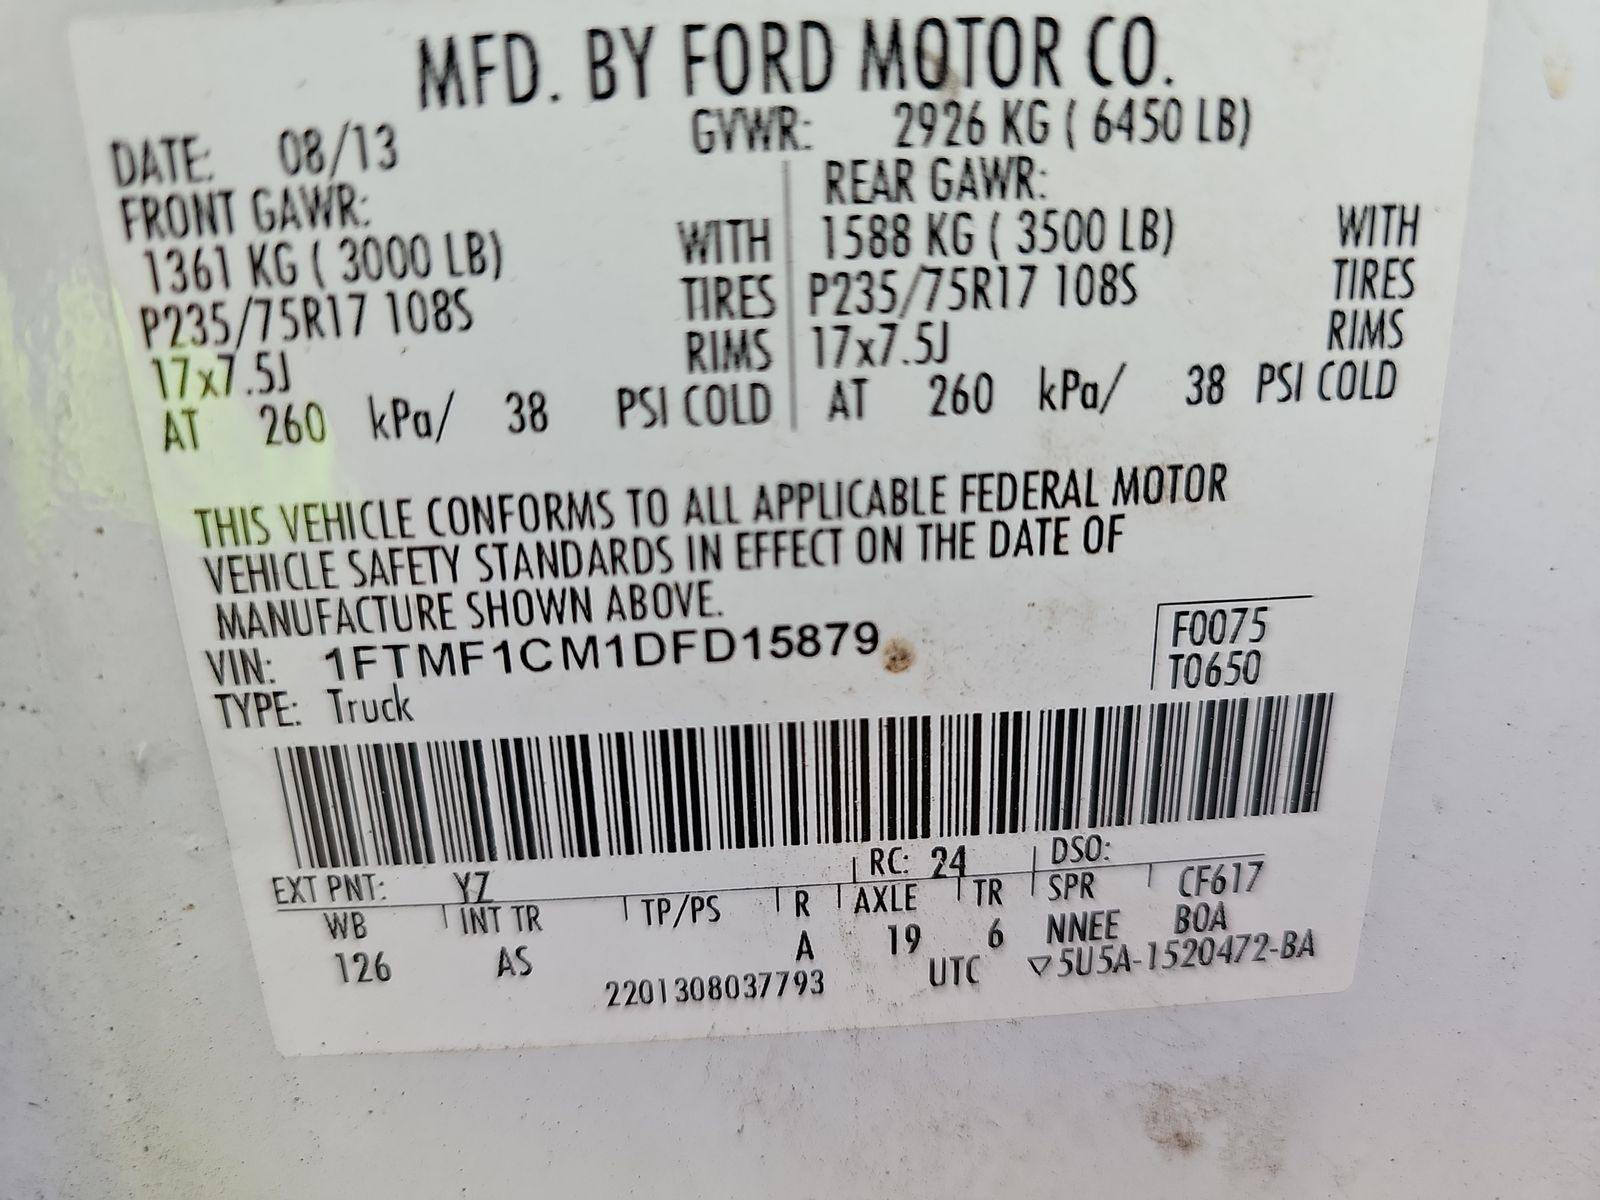 MFD. BY FORD MOTOR CO.
DATE: 08/13 GVWR: 2926 KG ( 6450 LB)
FRONT GAWR: REAR GAWR:
1361 KG ( 3000 LB) WITH 1588 KG ( 3500 LB) WITH
P235/75R17 108S TIRES P235/75R17 108S TIRES
17x7.5J RIMS 17x7.5J RIMS
AT 260 kPa/ 38 PSI COLD AT 260 kPa/ 38 PSI COLD
THIS VEHICLE CONFORMS TO ALL APPLICABLE FEDERAL MOTOR
VEHICLE SAFETY STANDARDS IN EFFECT ON THE DATE OF
MANUFACTURE SHOWN ABOVE.
VIN: 1FTMF1CM1DFD15879 F0075
TYPE: Truck T0650
EXT PNT: YZ RC: 24 DSO:
WB INT TR TP/PS R AXLE TR SPR CF617
126 AS A 19 6 NNEE BOA
2201308037793 UTC ▽5U5A-1520472-BA